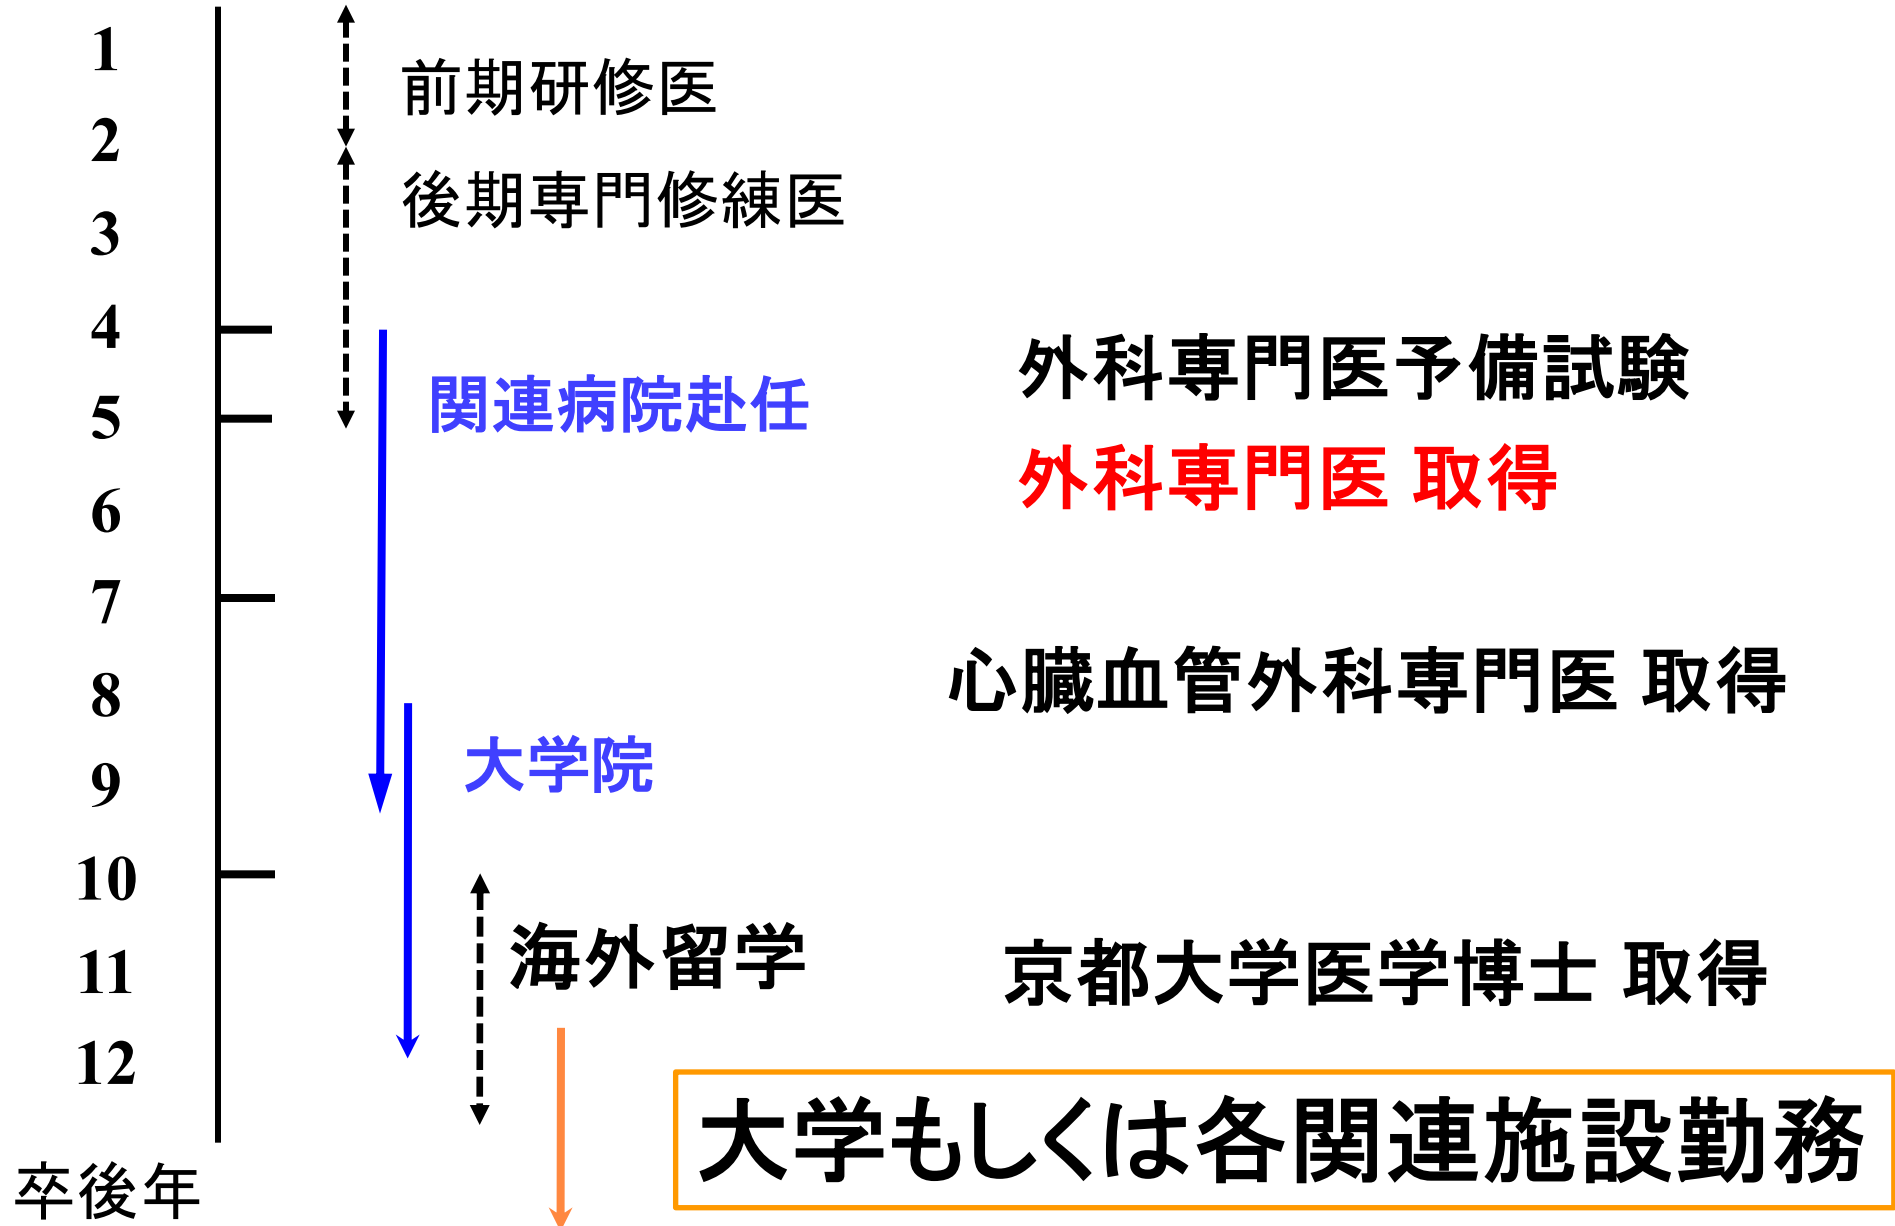 1
前期研修医
2
後期専門修練医
3
4
外科専門医予備試験
関連病院赴任
5
外科専門医 取得
6
7
心臓血管外科専門医 取得
8
大学院
9
10
海外留学
京都大学医学博士 取得
11
12
大学もしくは各関連施設勤務
卒後年